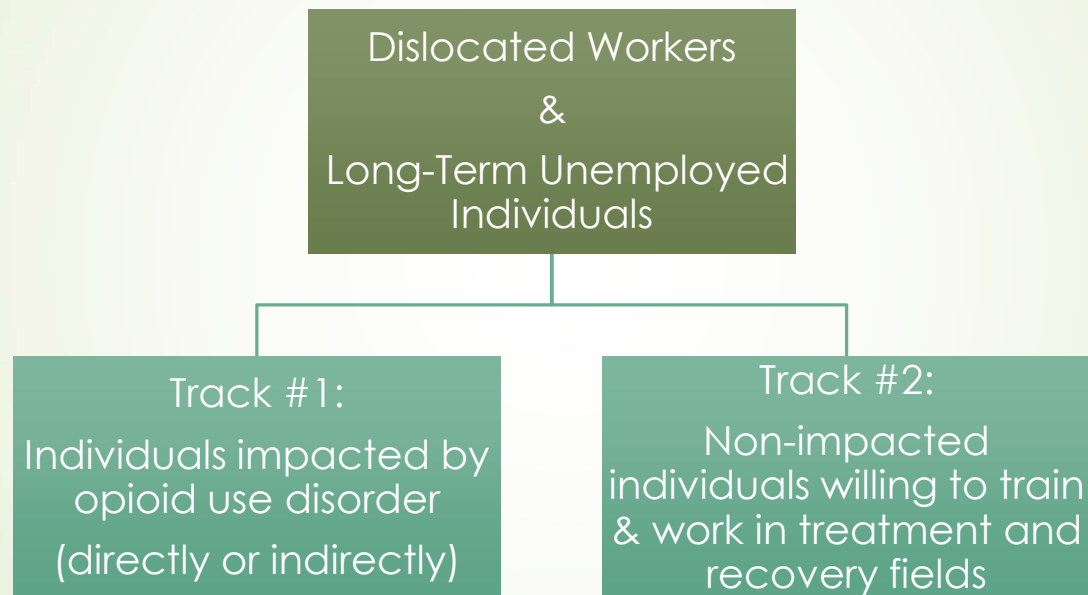 Dislocated Workers
&
Long-Term Unemployed
Individuals
Track #1:
Individuals impacted by
opioid use disorder
(directly or indirectly)
Track #2:
Non-impacted
individuals willing to train
& work in treatment and
recovery fields